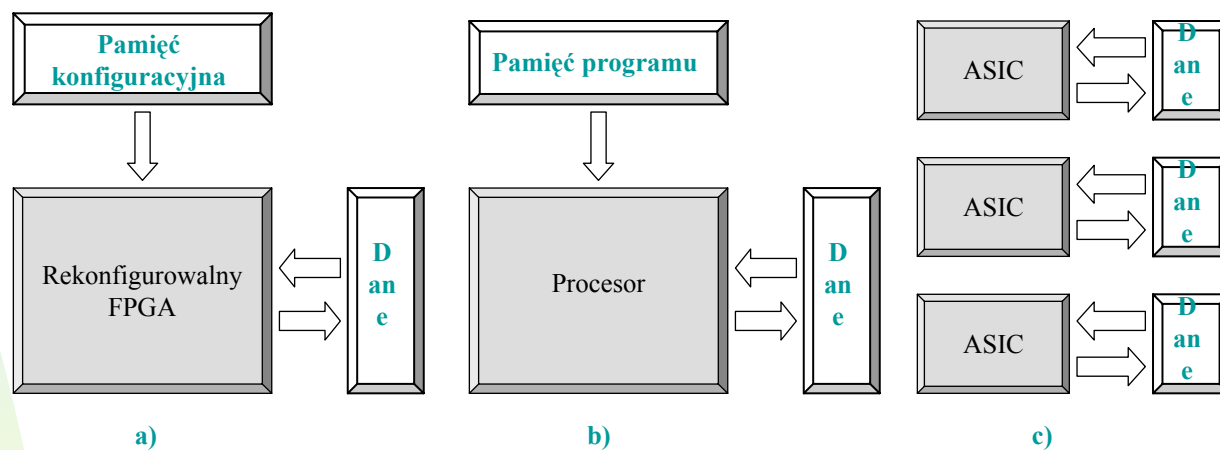 Pamięć
konfiguracyjna
Rekonfigurowalny
FPGA
D
an
e
a)
Pamięć programu
Procesor
D
an
e
b)
ASIC
D
an
e
ASIC
D
an
e
ASIC
D
an
e
c)